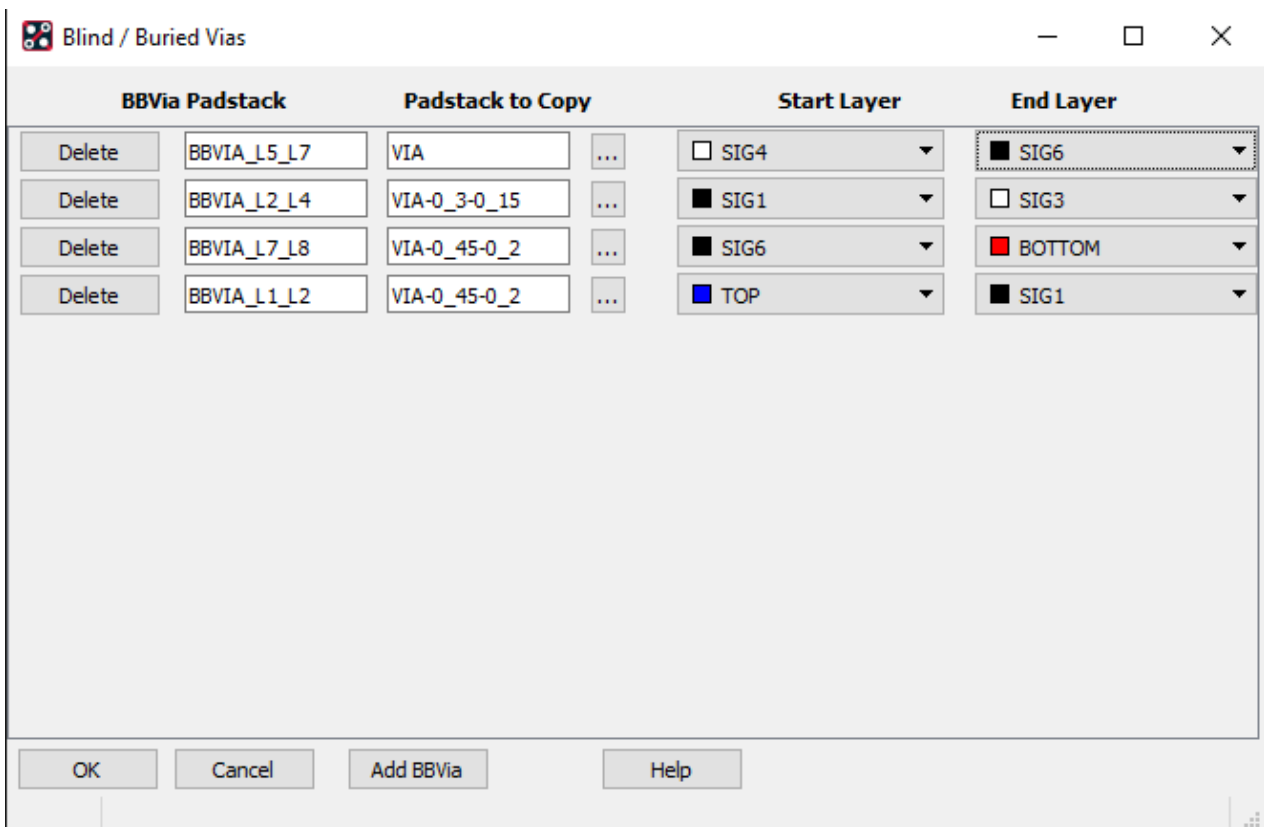 Blind / Buried Vias
BBVia Padstack Padstack to Copy Start Layer End Layer
Delete BBVIA_L5_L7 VIA ... SIG4 SIG6
Delete BBVIA_L2_L4 VIA-0_3-0_15 ... SIG1 SIG3
Delete BBVIA_L7_L8 VIA-0_45-0_2 ... SIG6 BOTTOM
Delete BBVIA_L1_L2 VIA-0_45-0_2 ... TOP SIG1
OK Cancel Add BBVia Help